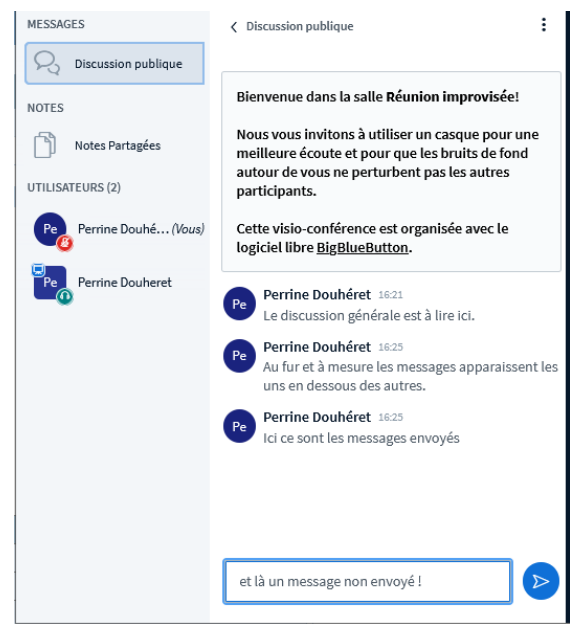 MESSAGES
Discussion publique
NOTES
Notes Partagées
UTILISATEURS (2)
Pe
Perrine Douhé... (Vous)
Pe
Perrine Douheret
Discussion publique
Bienvenue dans la salle Réunion improvisée!
Nous vous invitons à utiliser un casque pour une
meilleure écoute et pour que les bruits de fond
autour de vous ne perturbent pas les autres
participants.
Cette visio-conférence est organisée avec le
logiciel libre BigBlueButton.
Pe
Perrine Douhéret 16:21
Le discussion générale est à lire ici.
Pe
Perrine Douhéret 16:25
Au fur et à mesure les messages apparaissent les
uns en dessous des autres.
Pe
Perrine Douhéret 16:25
Ici ce sont les messages envoyés
et là un message non envoyé !